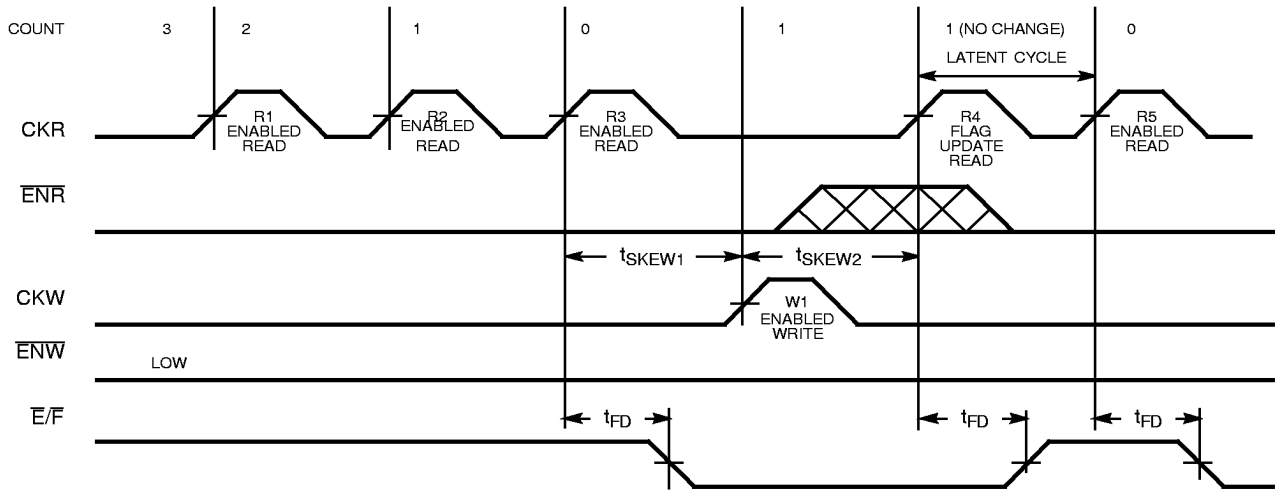 COUNT 3 2 1 0 1 1 (NO CHANGE) 0
LATENT CYCLE
CKR
R1
ENABLED
READ
R2
ENABLED
READ
R3
ENABLED
READ
R4
FLAG
UPDATE
READ
R5
ENABLED
READ
ENR
tSKEW1 tSKEW2
CKW
W1
ENABLED
WRITE
ENW
LOW
E/F
tFD tFD tFD